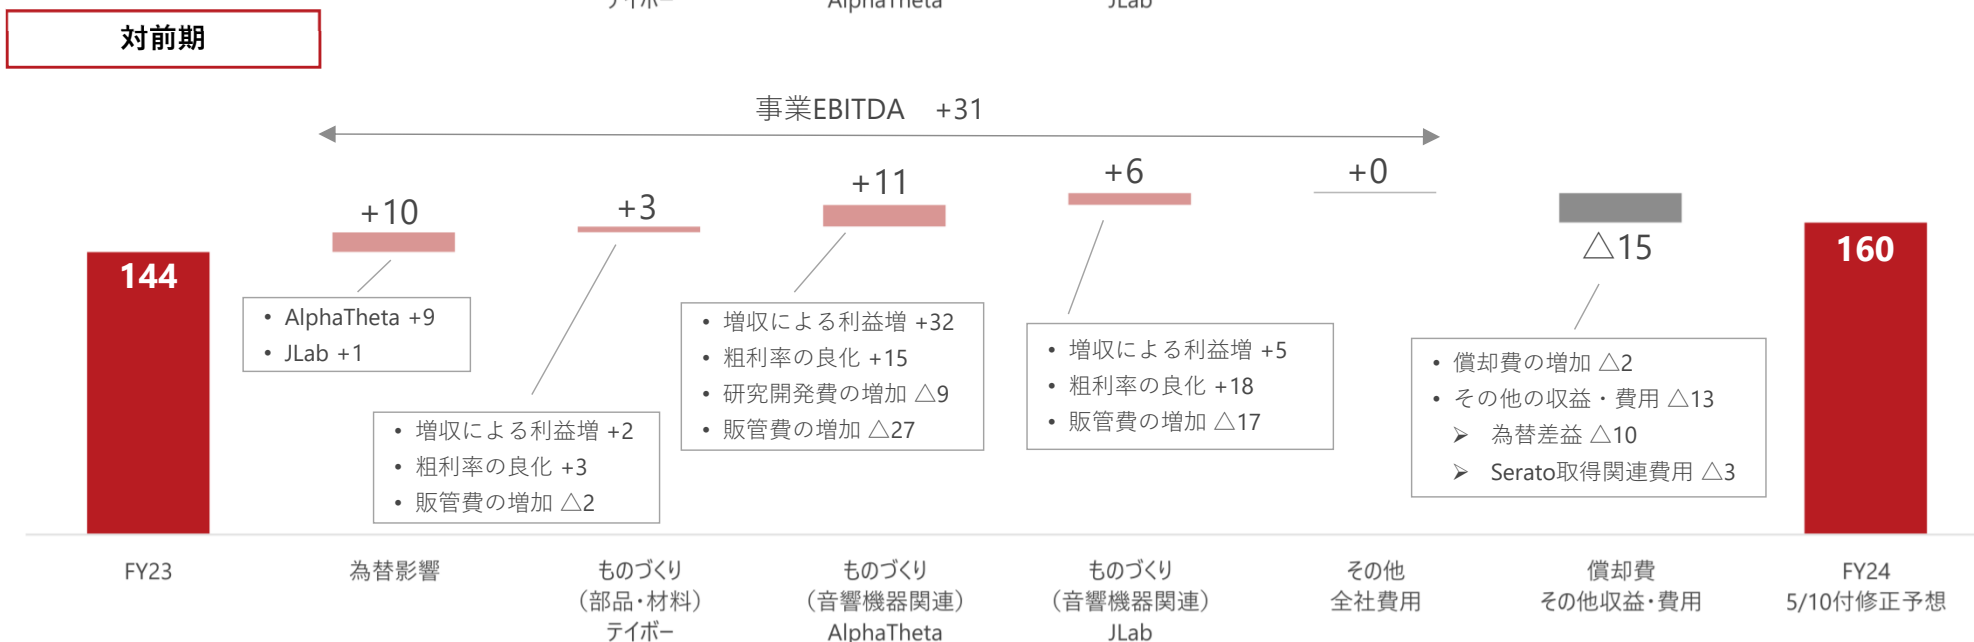 テイボー
AlphaTheta
JLab
対前期
事業EBITDA +31
+10
+3
+11
+6
+0
△15
144
160
• AlphaTheta +9
• JLab +1
• 増収による利益増 +2
• 粗利率の良化 +3
• 販管費の増加 △2
• 増収による利益増 +32
• 粗利率の良化 +15
• 研究開発費の増加 △9
• 販管費の増加 △27
• 増収による利益増 +5
• 粗利率の良化 +18
• 販管費の増加 △17
• 償却費の増加 △2
• その他の収益・費用 △13
➢ 為替差益 △10
➢ Serato取得関連費用 △3
FY23
為替影響
ものづくり
（部品・材料）
テイボー
ものづくり
（音響機器関連）
AlphaTheta
ものづくり
（音響機器関連）
JLab
その他
全社費用
償却費
その他収益・費用
FY24
5/10付修正予想